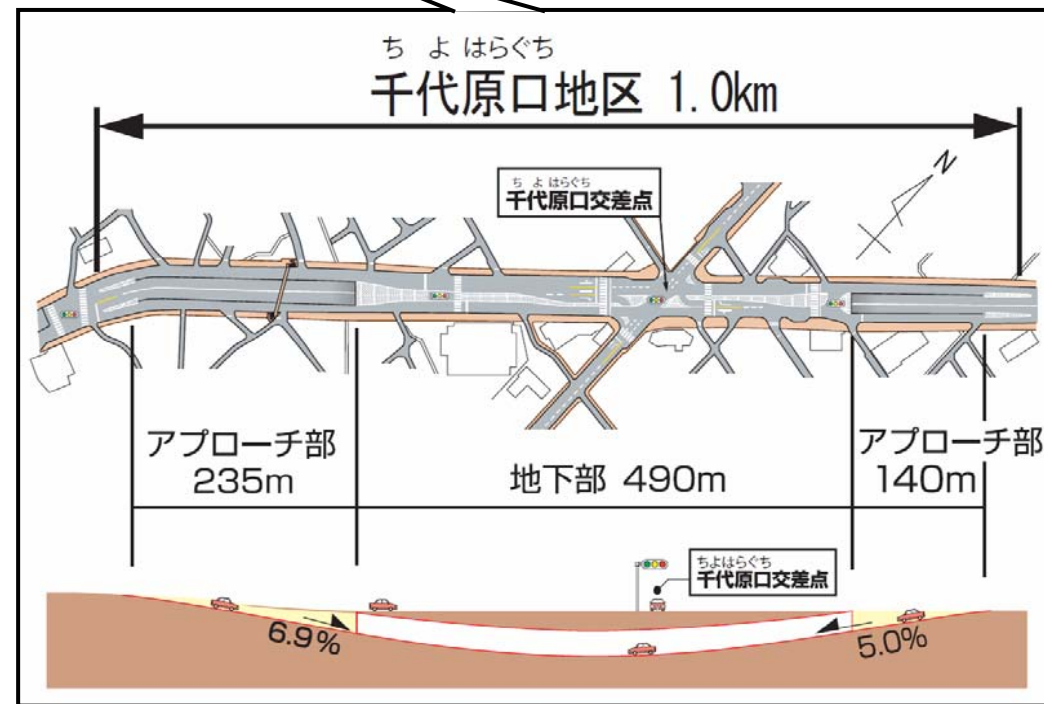 ち よ はらぐち
千代原口地区 1.0km
N
ち よ はらぐち
千代原口交差点
アプローチ部
235m
地下部 490m
アプローチ部
140m
ちよはらぐち
千代原口交差点
6.9%
5.0%